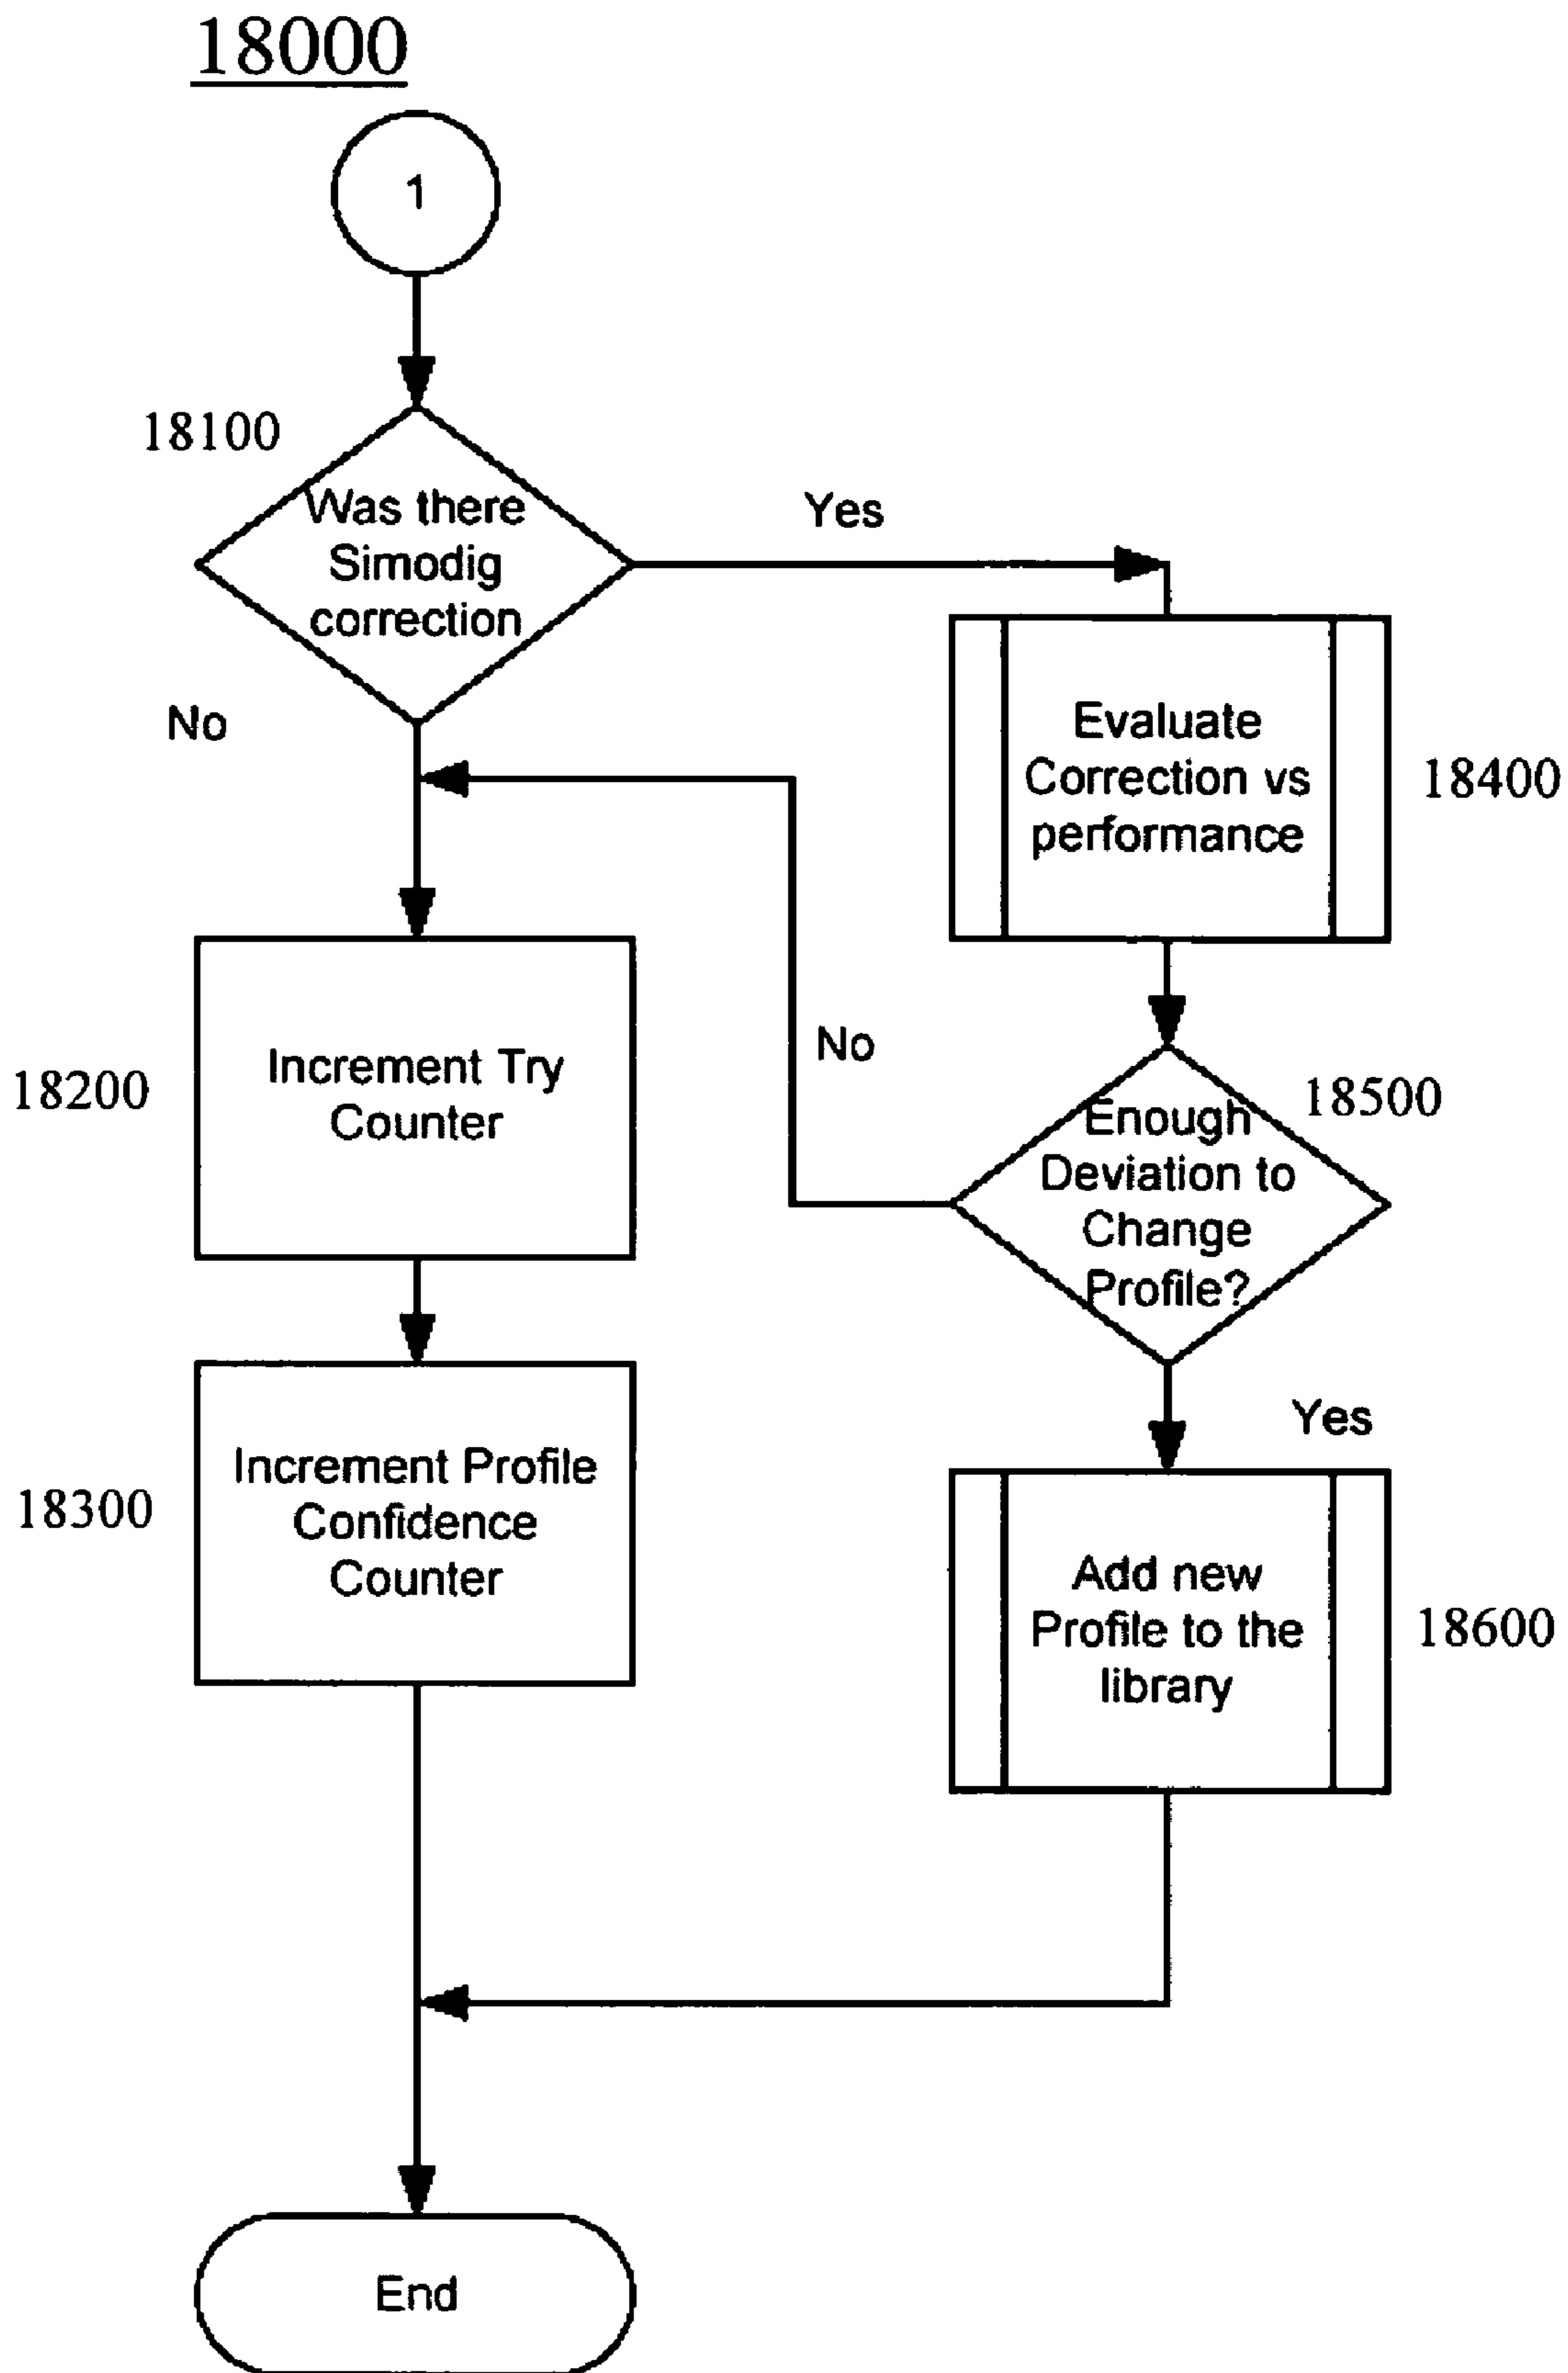 18000
1
18100
Was there
Simodig
correction
Yes
No
Evaluate
Correction vs
performance
18400
18200
Increment Try
Counter
No
18500
Enough
Deviation to
Change
Profile?
Yes
18300
Increment Profile
Confidence
Counter
Add new
Profile to the
library
18600
End